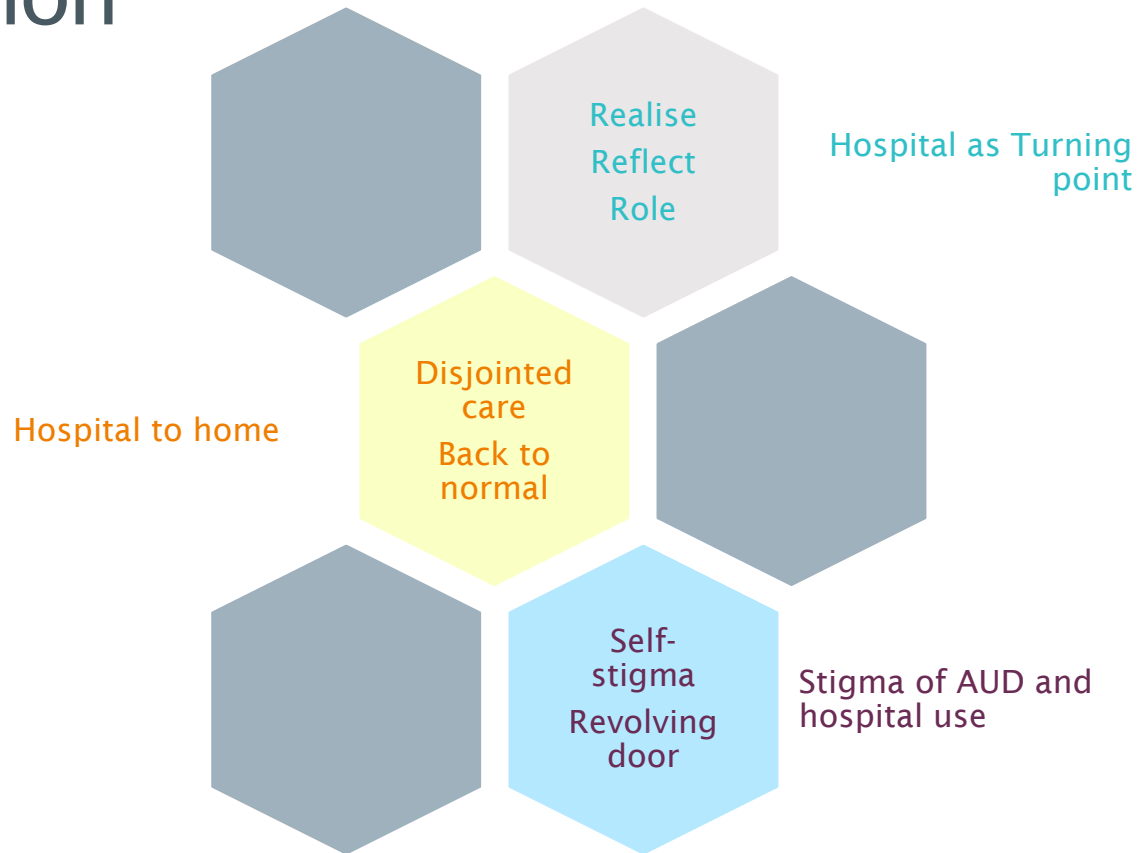 Realise
Reflect
Role
Hospital as Turning
point
Disjointed
care
Back to
normal
Hospital to home
Self-
stigma
Revolving
door
Stigma of AUD and
hospital use